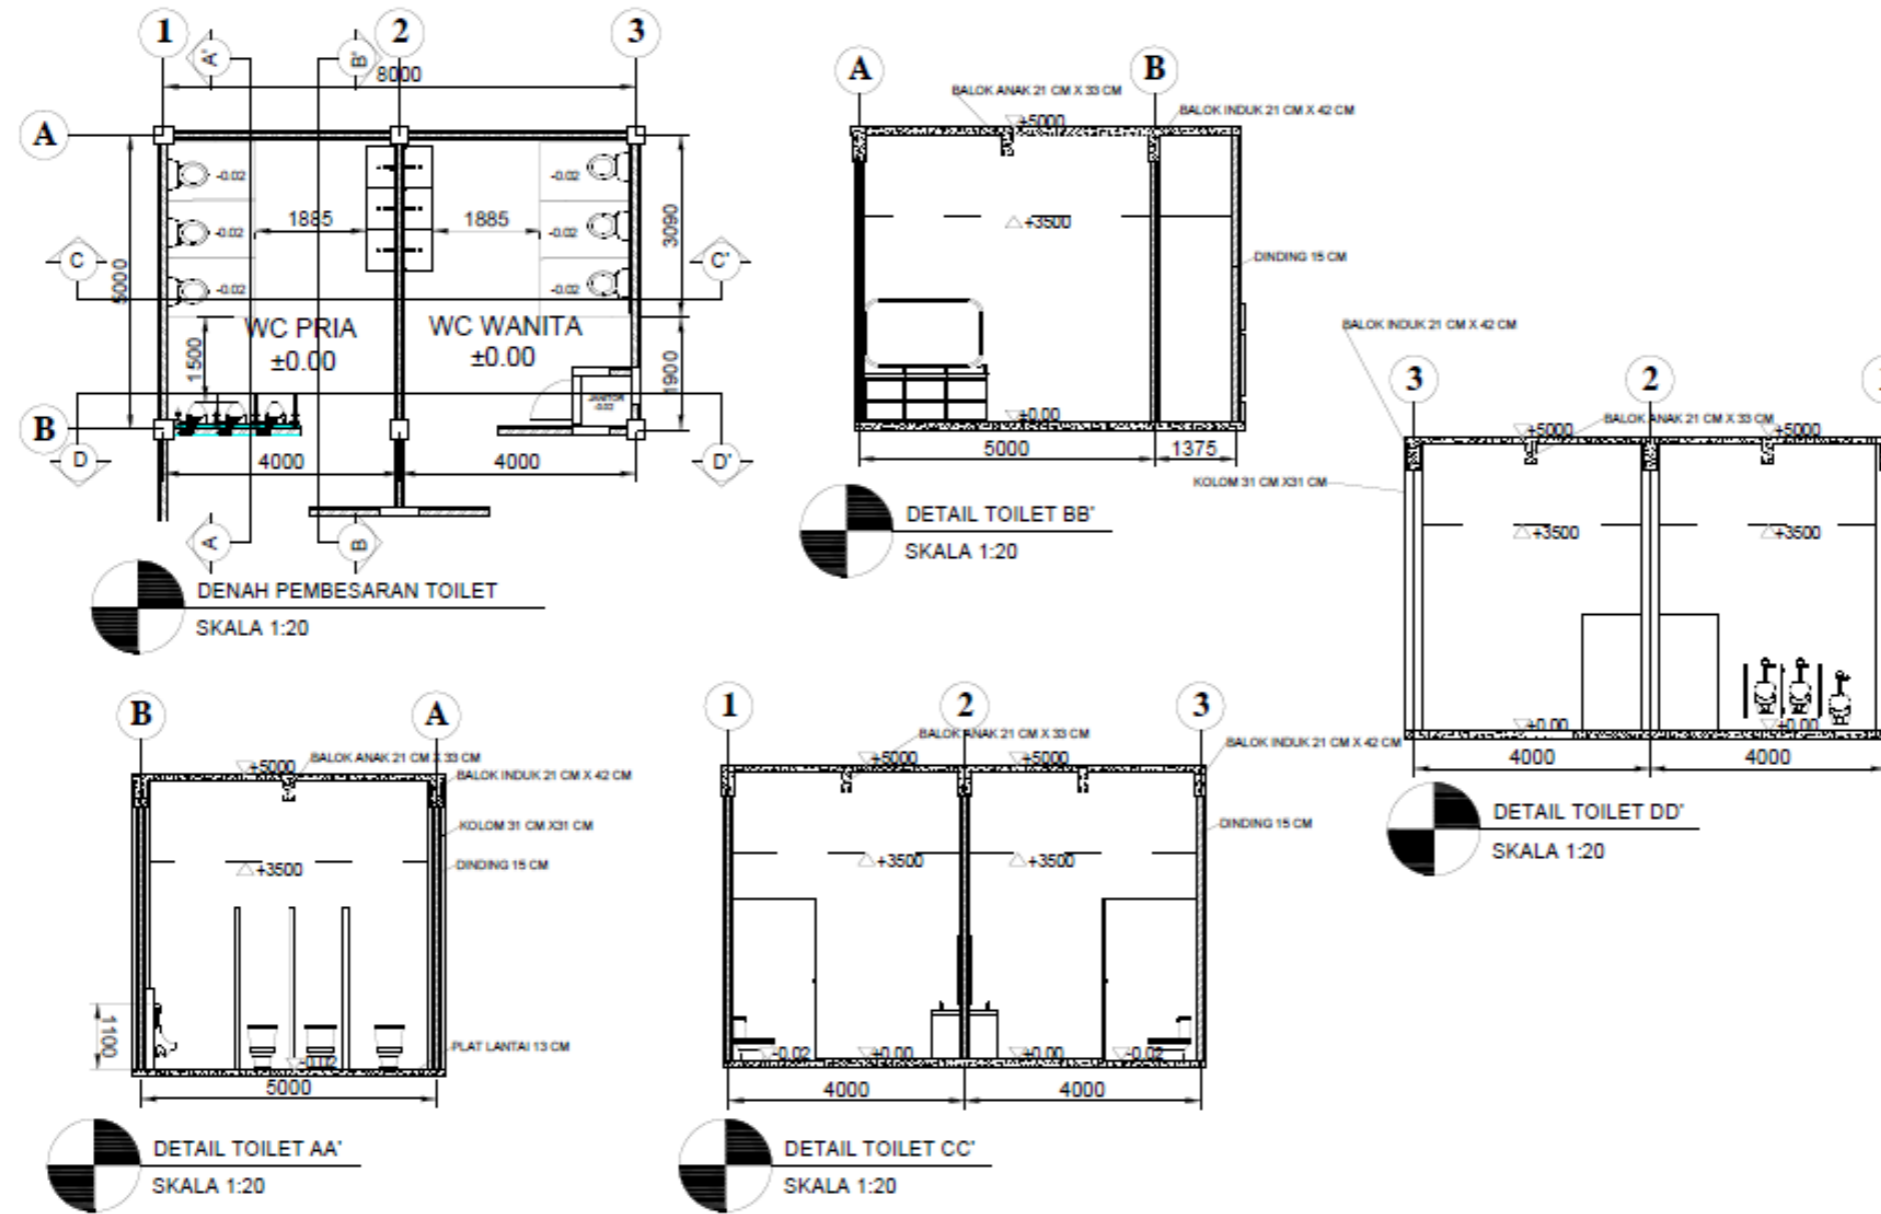 1
2
3
A'
B'
8000
A
-0.02
-0.02
1885
1885
-0.02
-0.02
3090
C
5000
C'
-0.02
-0.02
WC PRIA
±0.00
WC WANITA
±0.00
1500
1900
JANITOR
B
D
4000
4000
D'
A
B
DENAH PEMBESARAN TOILET
SKALA 1:20
A
B
BALOK ANAK 21 CM X 33 CM
BALOK INDUK 21 CM X 42 CM
+5000
+3500
DINDING 15 CM
±0.00
5000
1375
DETAIL TOILET BB'
SKALA 1:20
BALOK INDUK 21 CM X 42 CM
3
2
BALOK ANAK 21 CM X 33 CM
+5000
+5000
KOLOM 31 CM X31 CM
+3500
+3500
±0.00
±0.00
4000
4000
DETAIL TOILET DD'
SKALA 1:20
B
A
BALOK ANAK 21 CM X 33 CM
+5000
BALOK INDUK 21 CM X 42 CM
KOLOM 31 CM X31 CM
DINDING 15 CM
+3500
1100
PLAT LANTAI 13 CM
-0.02
5000
DETAIL TOILET AA'
SKALA 1:20
1
2
3
BALOK ANAK 21 CM X 33 CM
BALOK INDUK 21 CM X 42 CM
+5000
+5000
DINDING 15 CM
+3500
+3500
-0.02
±0.00
±0.00
-0.02
4000
4000
DETAIL TOILET CC'
SKALA 1:20